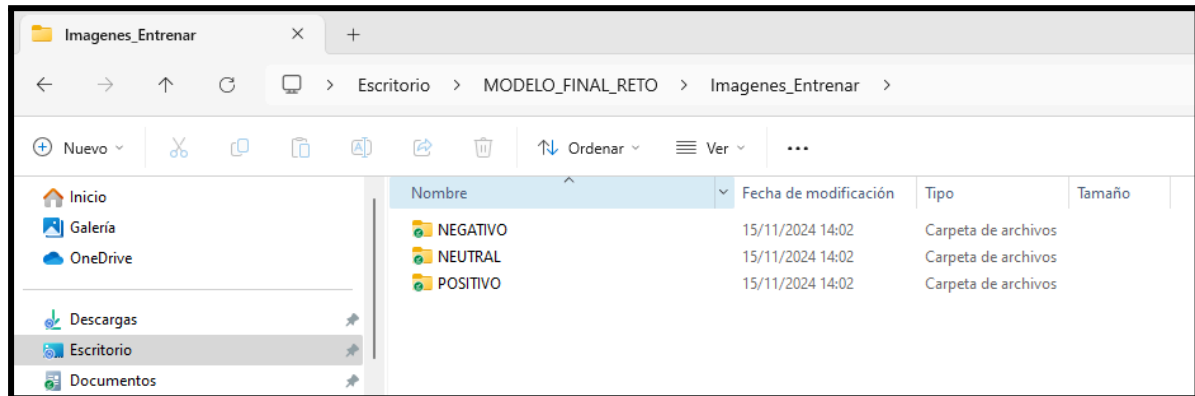 Imagenes_Entrenar
Escritorio > MODELO_FINAL_RETO > Imagenes_Entrenar >
Nuevo Ordenar Ver ...
Inicio
Galería
OneDrive
Descargas
Escritorio
Documentos
Nombre Fecha de modificación Tipo Tamaño
NEGATIVO 15/11/2024 14:02 Carpeta de archivos
NEUTRAL 15/11/2024 14:02 Carpeta de archivos
POSITIVO 15/11/2024 14:02 Carpeta de archivos